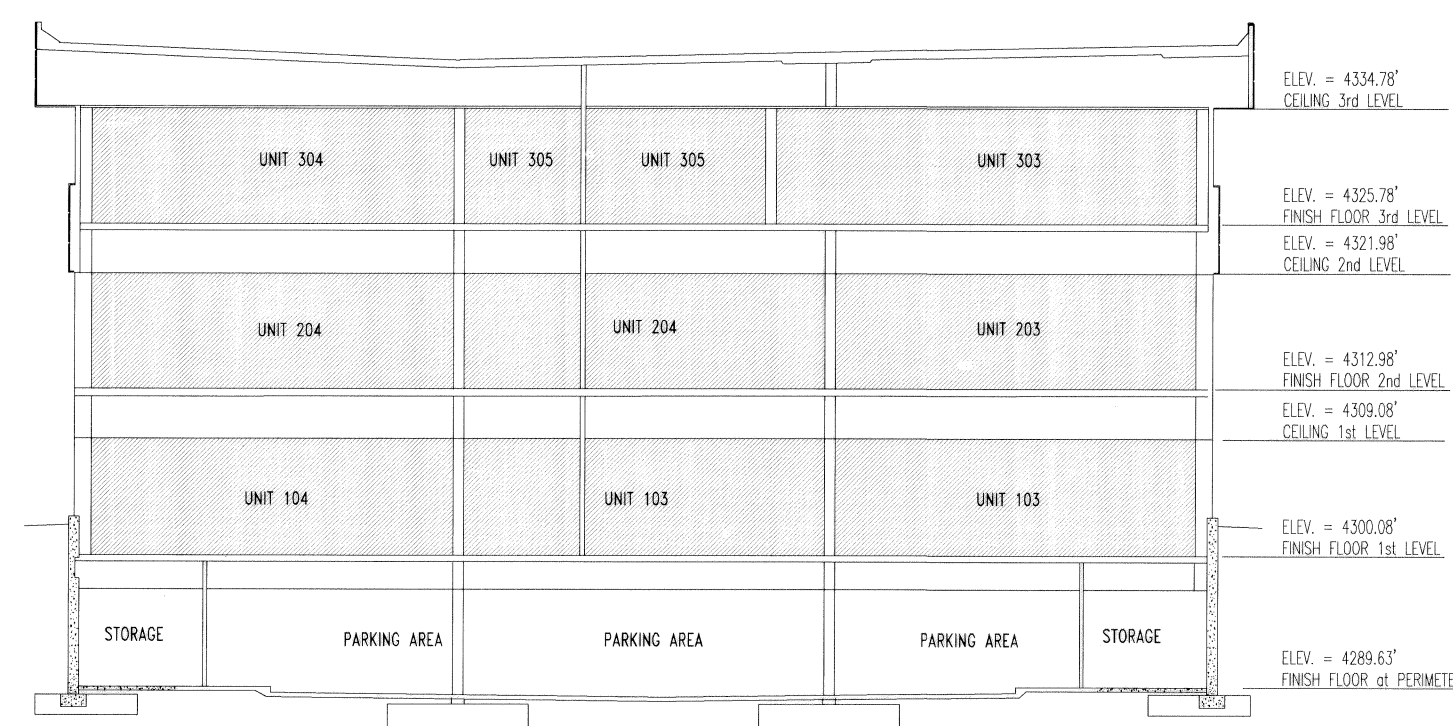 ELEV. = 4334.78'
CEILING 3rd LEVEL
UNIT 304 UNIT 305 UNIT 305 UNIT 303
ELEV. = 4325.78'
FINISH FLOOR 3rd LEVEL
ELEV. = 4321.98'
CEILING 2nd LEVEL
UNIT 204 UNIT 204 UNIT 203
ELEV. = 4312.98'
FINISH FLOOR 2nd LEVEL
ELEV. = 4309.08'
CEILING 1st LEVEL
UNIT 104 UNIT 103 UNIT 103
ELEV. = 4300.08'
FINISH FLOOR 1st LEVEL
STORAGE PARKING AREA PARKING AREA PARKING AREA STORAGE
ELEV. = 4289.63'
FINISH FLOOR at PERIMETE